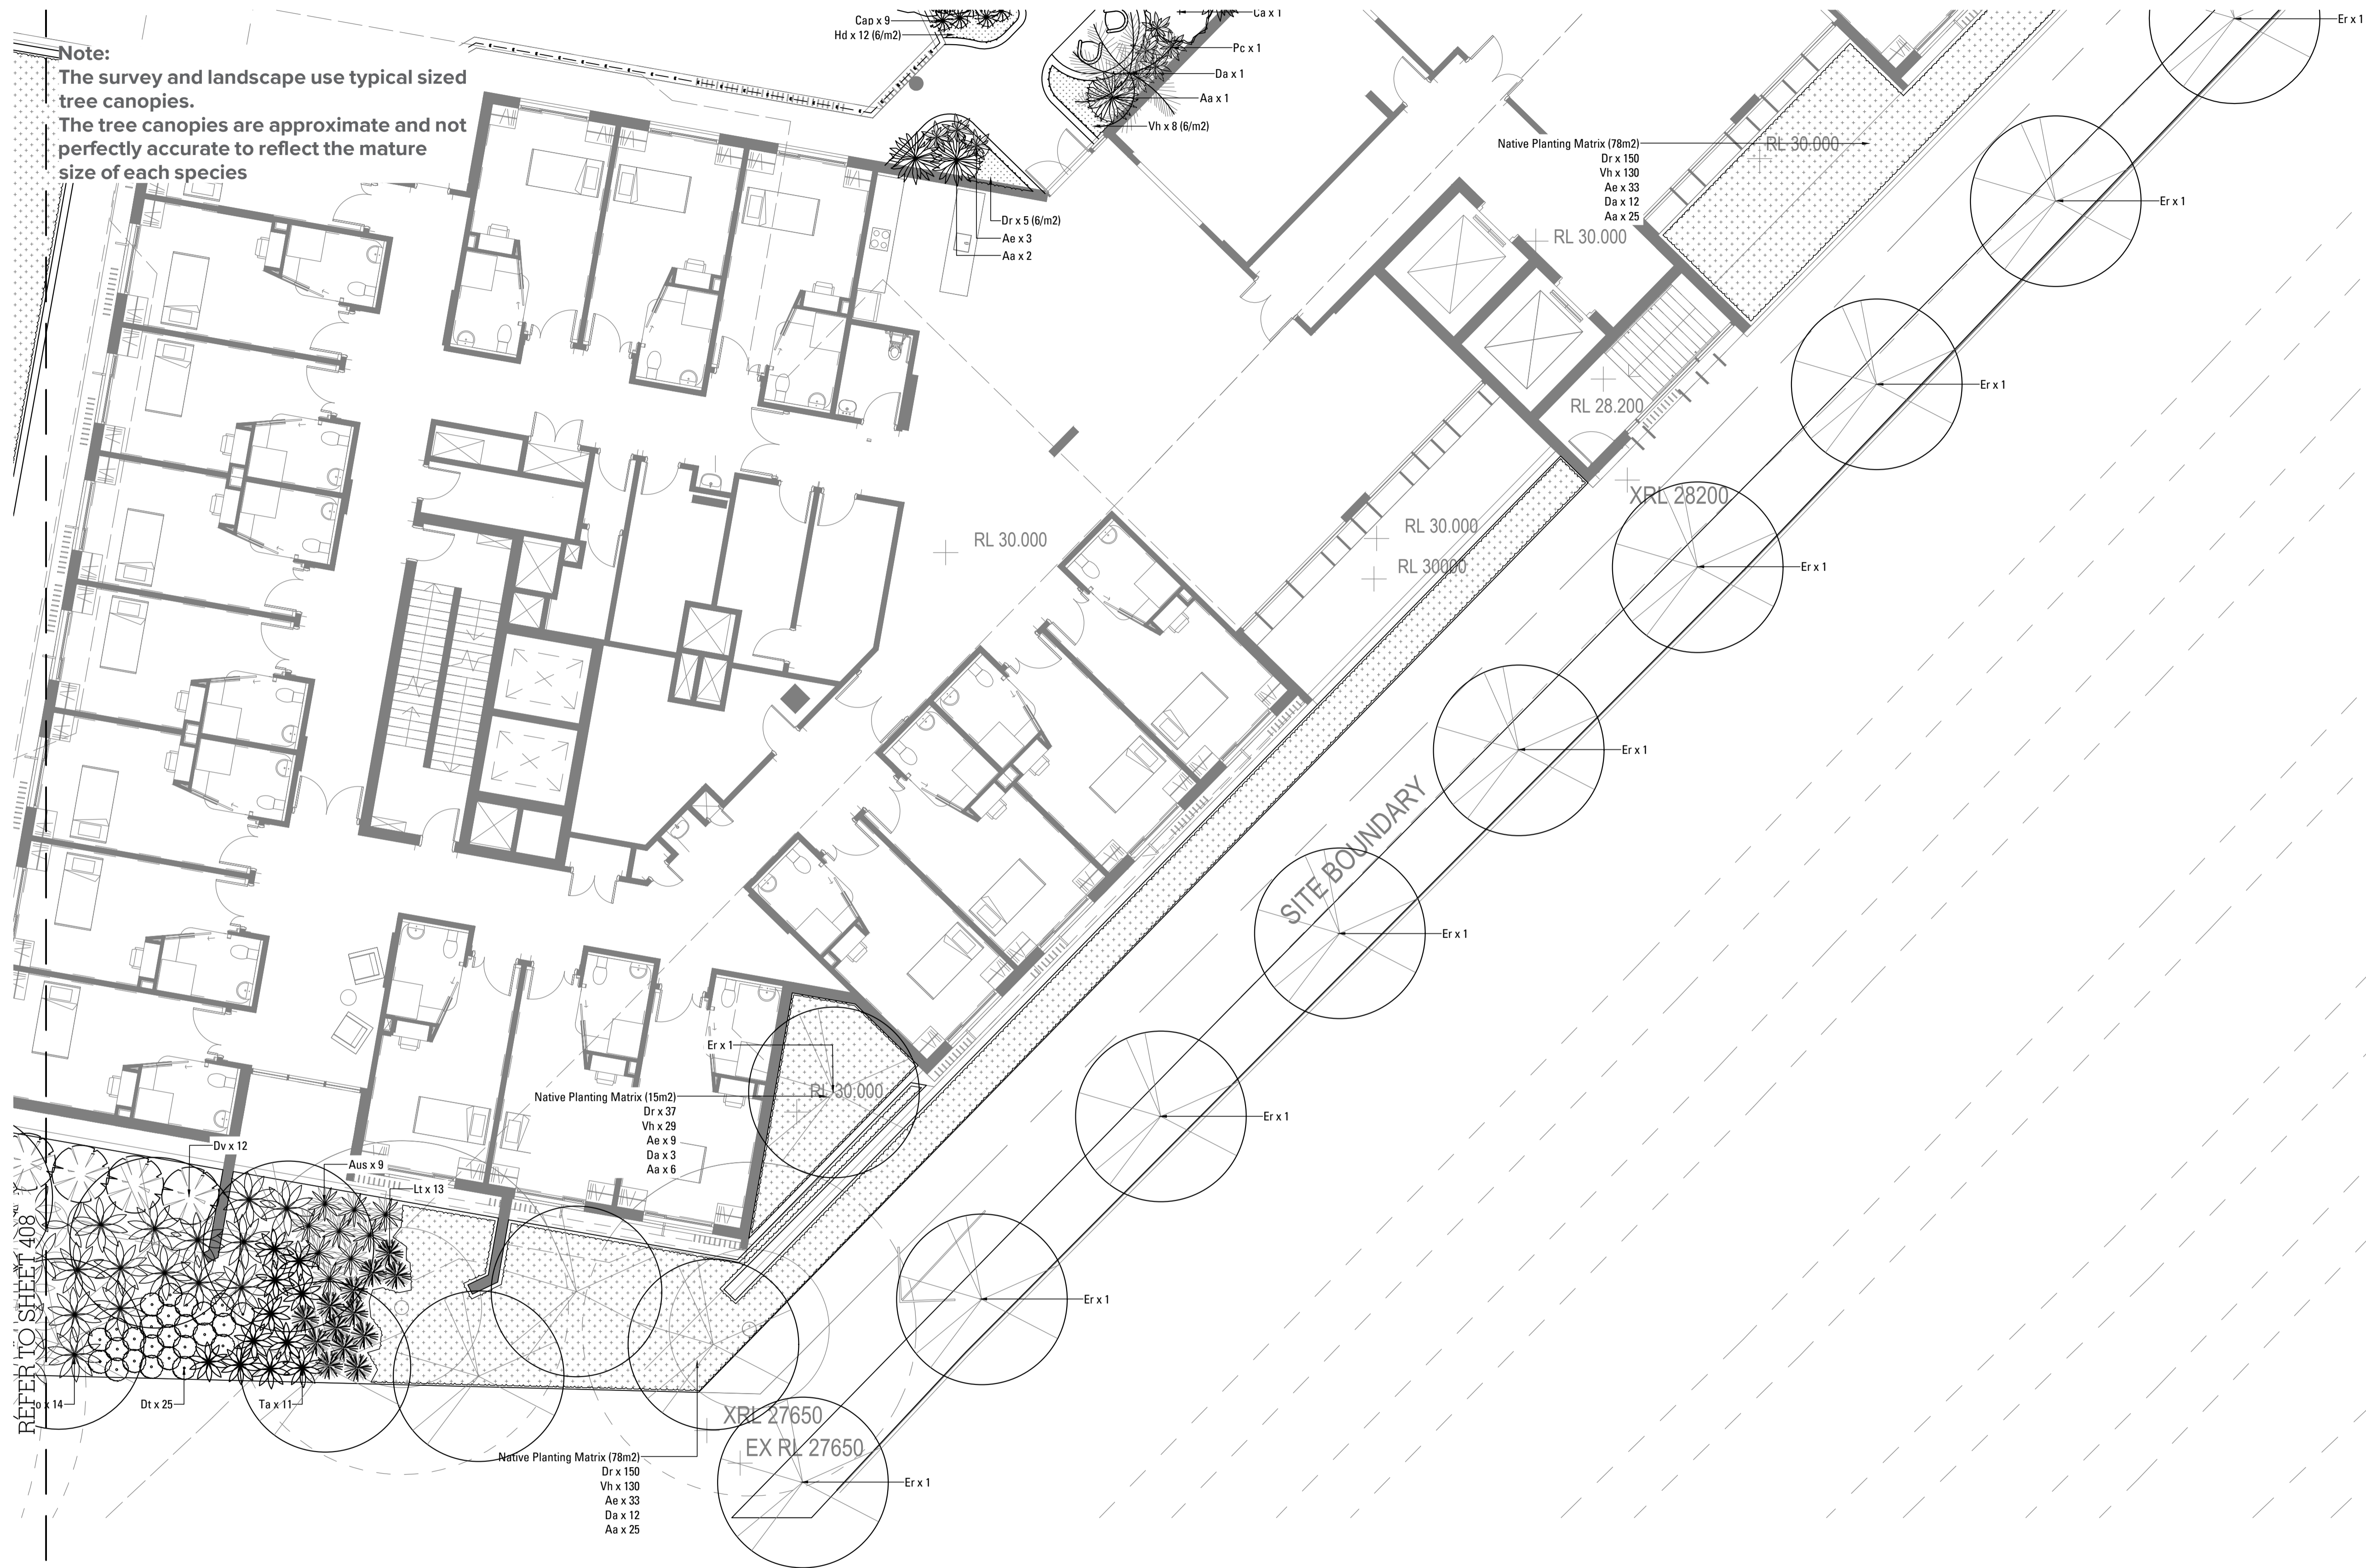 Note:
The survey and landscape use typical sized
tree canopies.
The tree canopies are approximate and not
perfectly accurate to reflect the mature
size of each species
Cap x 9
Hd x 12 (6/m2)
Ca x 1
Pc x 1
Da x 1
Aa x 1
Vh x 8 (6/m2)
Er x 1
Native Planting Matrix (78m2)
Dr x 150
Vh x 130
Ae x 33
Da x 12
Aa x 25
RL 30.000
Er x 1
Dr x 5 (6/m2)
Ae x 3
Aa x 2
RL 30.000
Er x 1
RL 28.200
XRL 28200
RL 30.000
RL 30.000
RL 30000
Er x 1
Er x 1
SITE BOUNDARY
Er x 1
Er x 1
RL 30.000
Native Planting Matrix (15m2)
Dr x 37
Vh x 29
Ae x 9
Da x 3
Aa x 6
Er x 1
Dv x 12
Aus x 9
Lt x 13
Er x 1
REFER TO SHEET 408
x 14
Dt x 25
Ta x 11
XRL 27650
EX RL 27650
Native Planting Matrix (78m2)
Dr x 150
Vh x 130
Ae x 33
Da x 12
Aa x 25
Er x 1